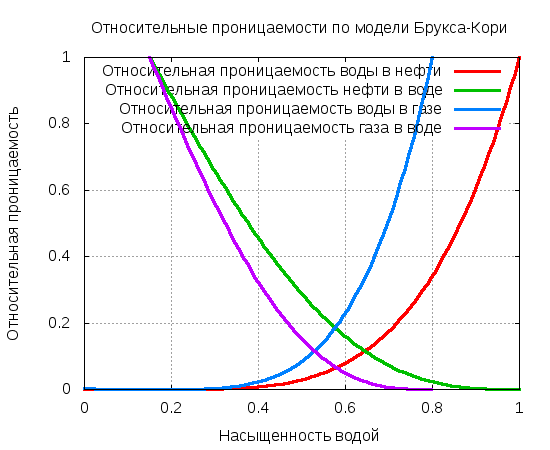 Относительные проницаемости по модели Брукса-Кори
Относительная проницаемость воды в нефти
Относительная проницаемость нефти в воде
Относительная проницаемость воды в газе
Относительная проницаемость газа в воде
Относительная проницаемость
1
0.8
0.6
0.4
0.2
0
0 0.2 0.4 0.6 0.8 1
Насыщенность водой